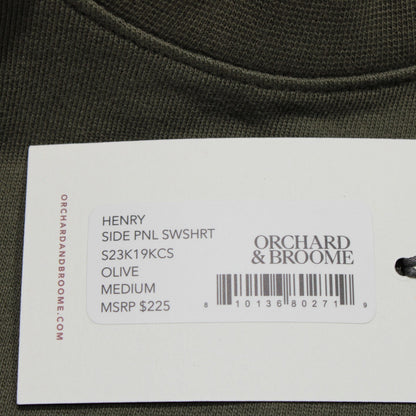 ORCHARDANDBROOME.COM
HENRY
SIDE PNL SWSHRT
S23K19KCS
OLIVE
MEDIUM
MSRP $225
ORCHARD
& BROOME
8 10136 80271 9